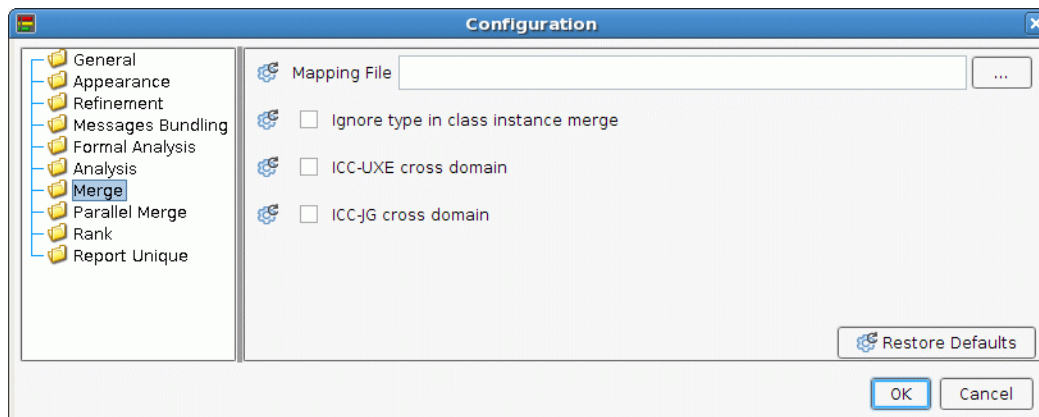 Configuration
General
Appearance
Refinement
Messages Bundling
Formal Analysis
Analysis
Merge
Parallel Merge
Rank
Report Unique
Mapping File ...
Ignore type in class instance merge
ICC-UXE cross domain
ICC-JG cross domain
Restore Defaults
OK Cancel